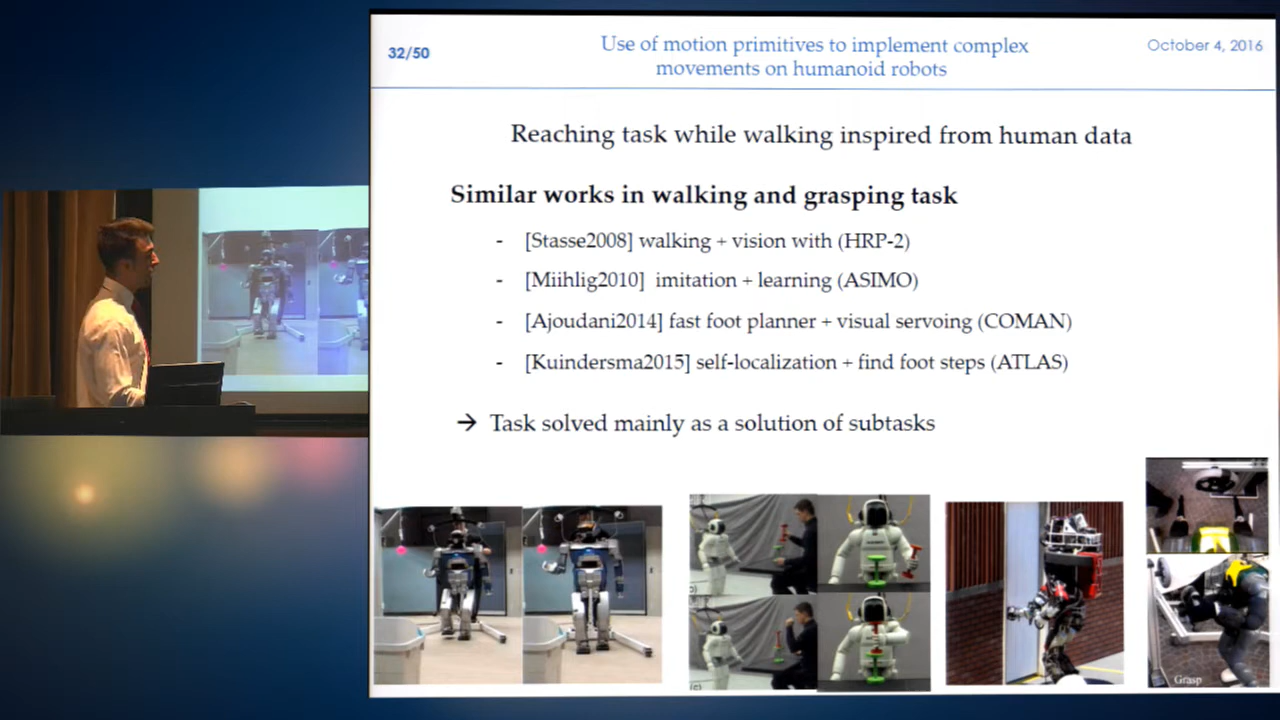 32/50
Use of motion primitives to implement complex
movements on humanoid robots
October 4, 2016
Reaching task while walking inspired from human data
Similar works in walking and grasping task
- [Stasse2008] walking + vision with (HRP-2)
- [Miihlig2010] imitation + learning (ASIMO)
- [Ajoudani2014] fast foot planner + visual servoing (COMAN)
- [Kuindersma2015] self-localization + find foot steps (ATLAS)
→ Task solved mainly as a solution of subtasks
(c)
Grasp